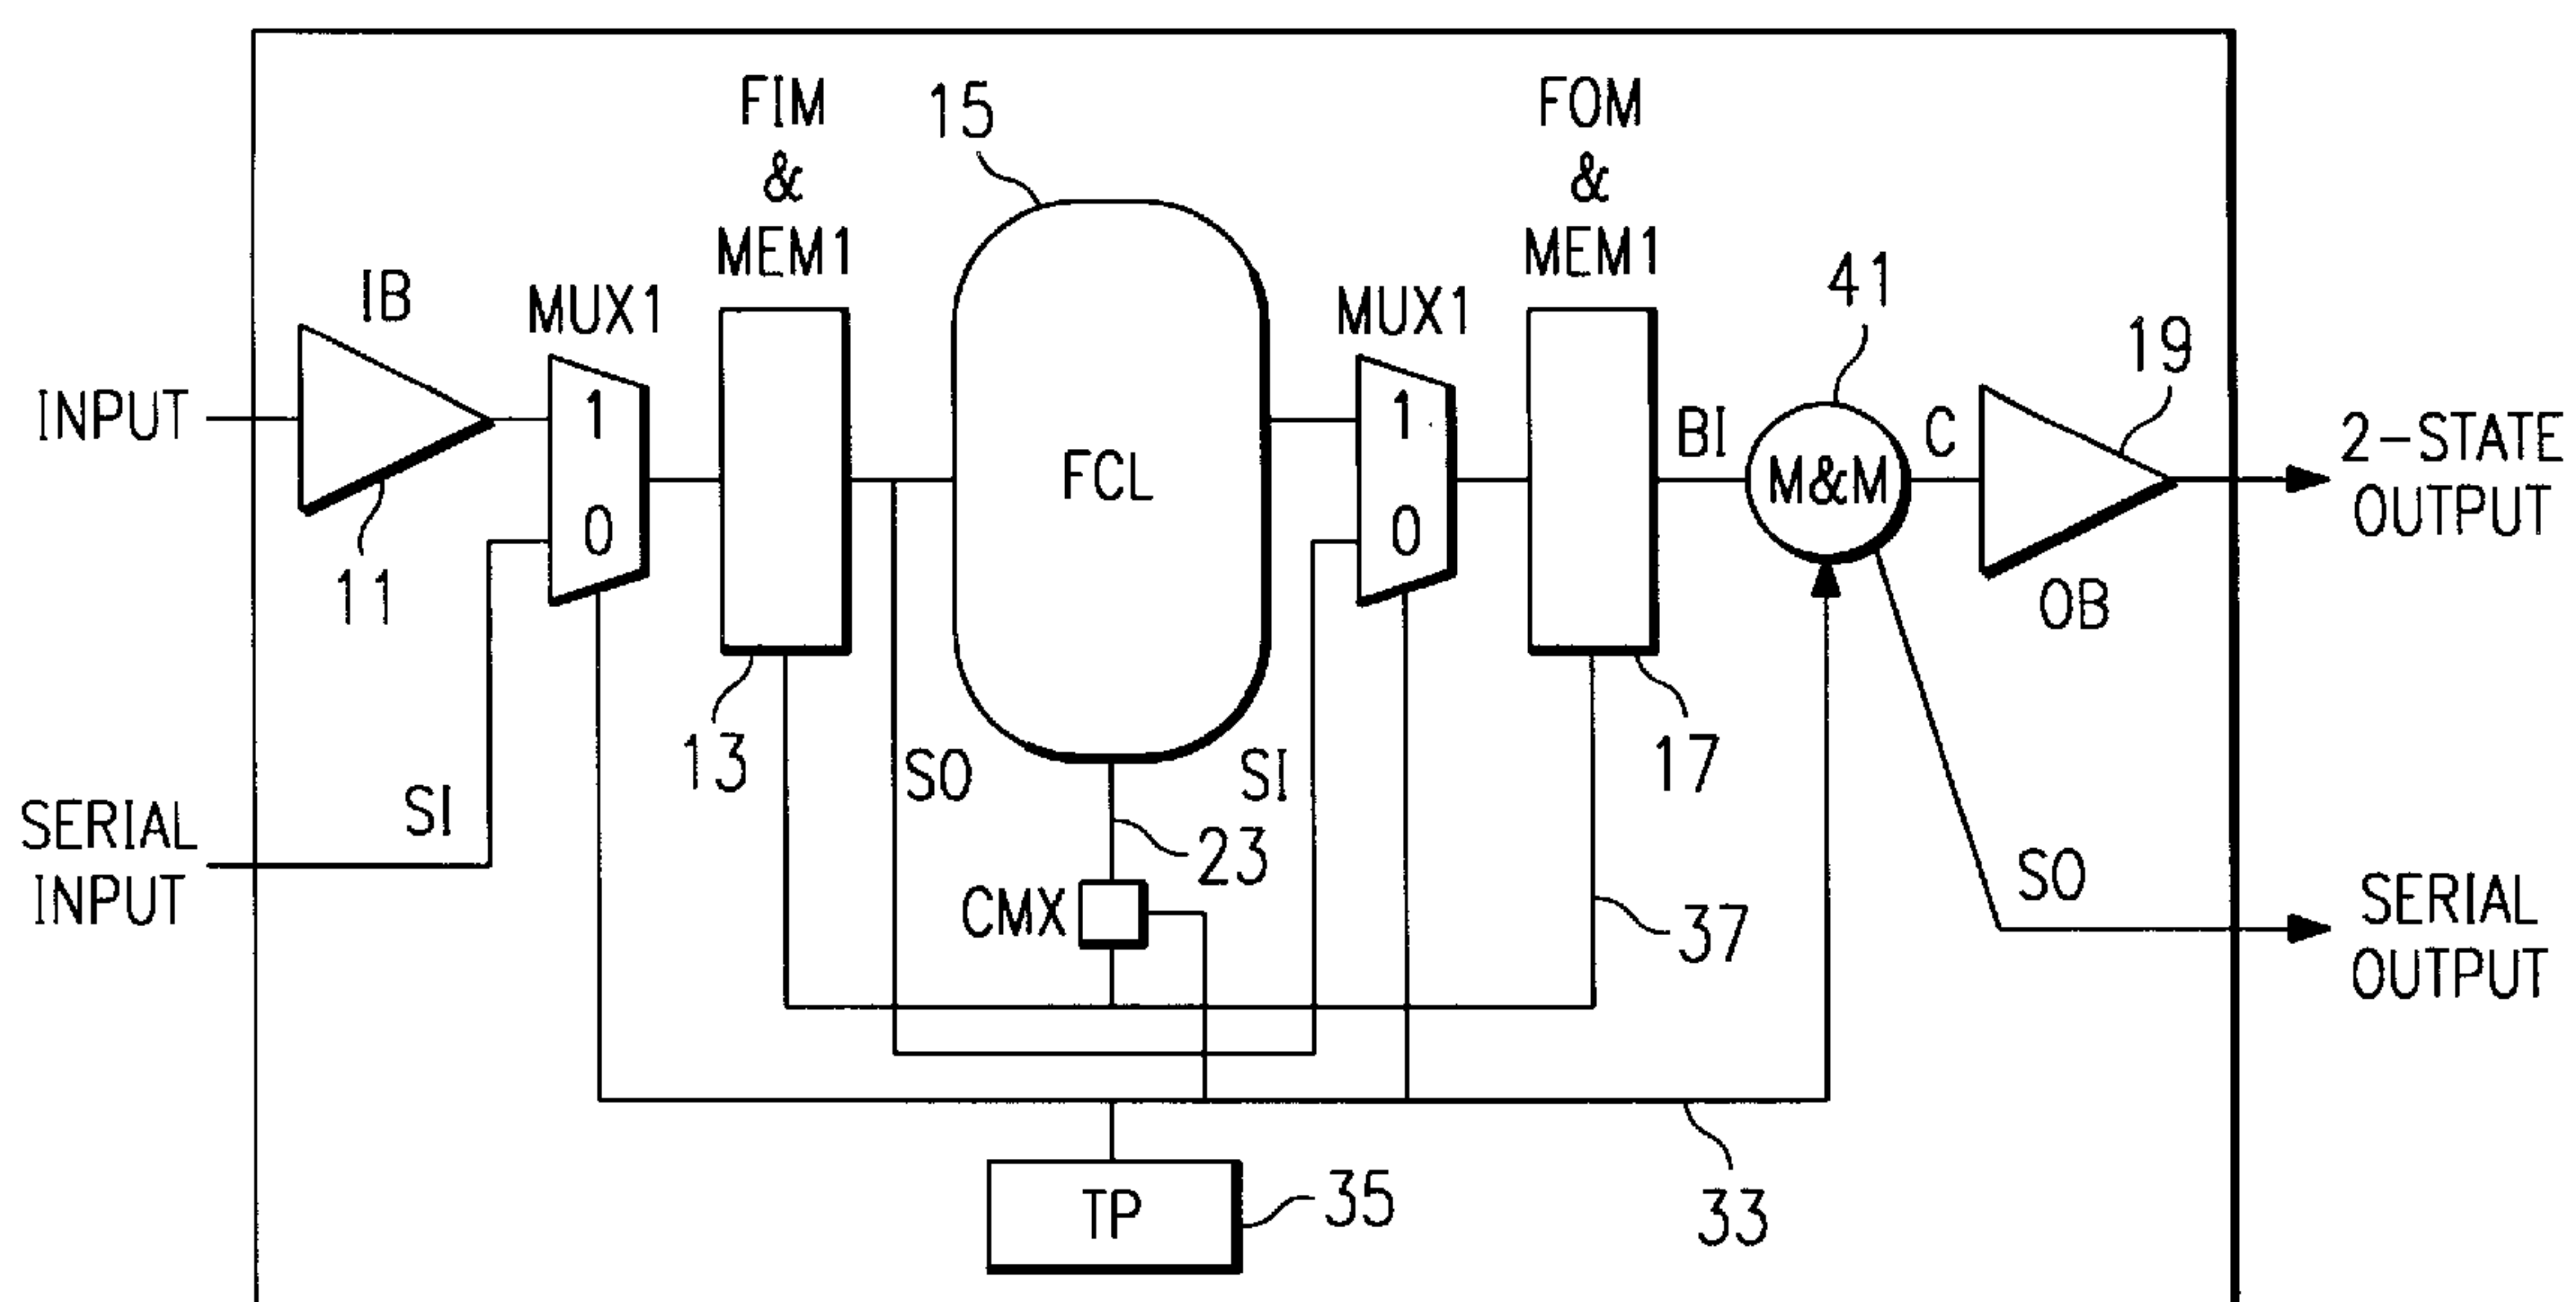 FIM
&
MEM1
15
FOM
&
MEM1
IB
MUX1
MUX1
41
19
INPUT
1
0
FCL
1
0
BI
M&M
C
2-STATE
OUTPUT
11
OB
13
SO
SI
17
SI
SERIAL
INPUT
23
CMX
37
SO
SERIAL
OUTPUT
TP
35
33